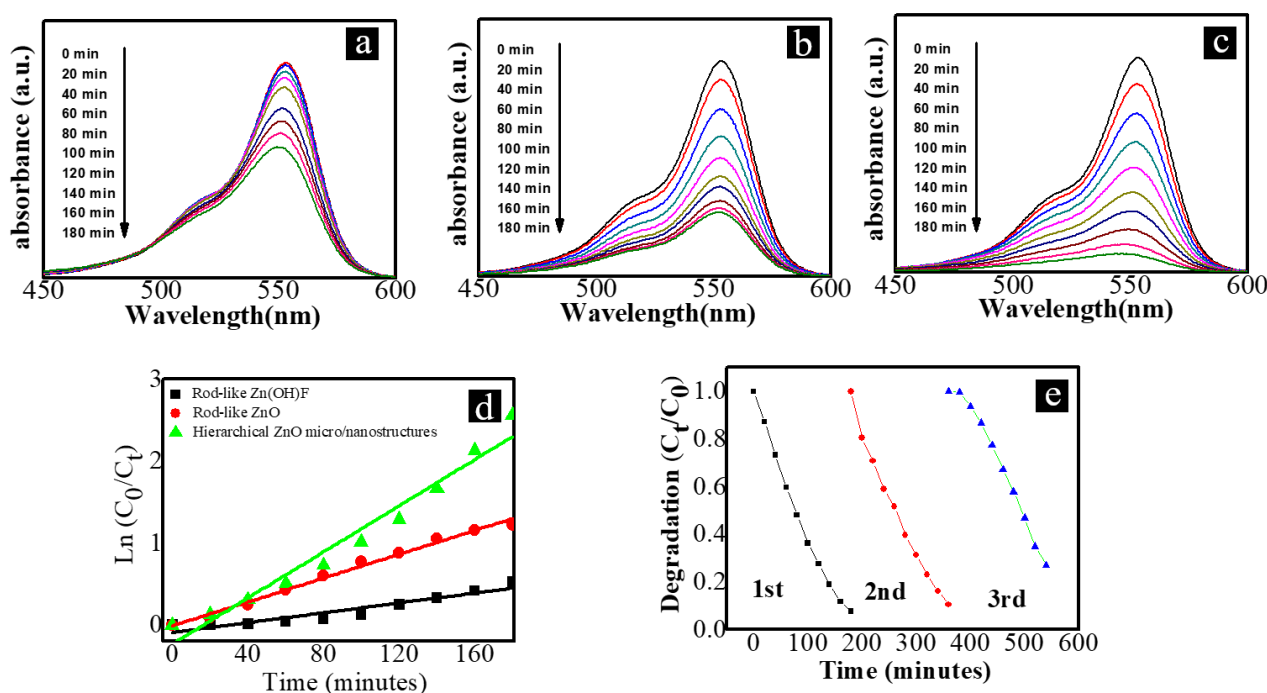 a
absorbance (a.u.)
0 min
20 min
40 min
60 min
80 min
100 min
120 min
140 min
160 min
180 min
450 500 550 600
Wavelength(nm)
b
absorbance (a.u.)
0 min
20 min
40 min
60 min
80 min
100 min
120 min
140 min
160 min
180 min
450 500 550 600
Wavelength(nm)
c
absorbance (a.u.)
0 min
20 min
40 min
60 min
80 min
100 min
120 min
140 min
160 min
180 min
450 500 550 600
Wavelength(nm)
d
Ln (C0/Ct)
3
2
1
0
Rod-like Zn(OH)F
Rod-like ZnO
Hierarchical ZnO micro/nanostructures
0 40 80 120 160
Time (minutes)
e
Degradation (Ct/C0)
1.0
0.8
0.6
0.4
0.2
0.0
1st 2nd 3rd
0 100 200 300 400 500 600
Time (minutes)